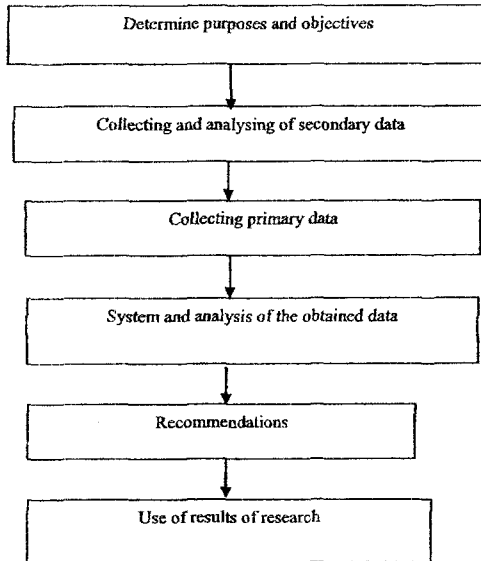 Determine purposes and objectives
Collecting and analysing of secondary data
Collecting primary data
System and analysis of the obtained data
Recommendations
Use of results of research